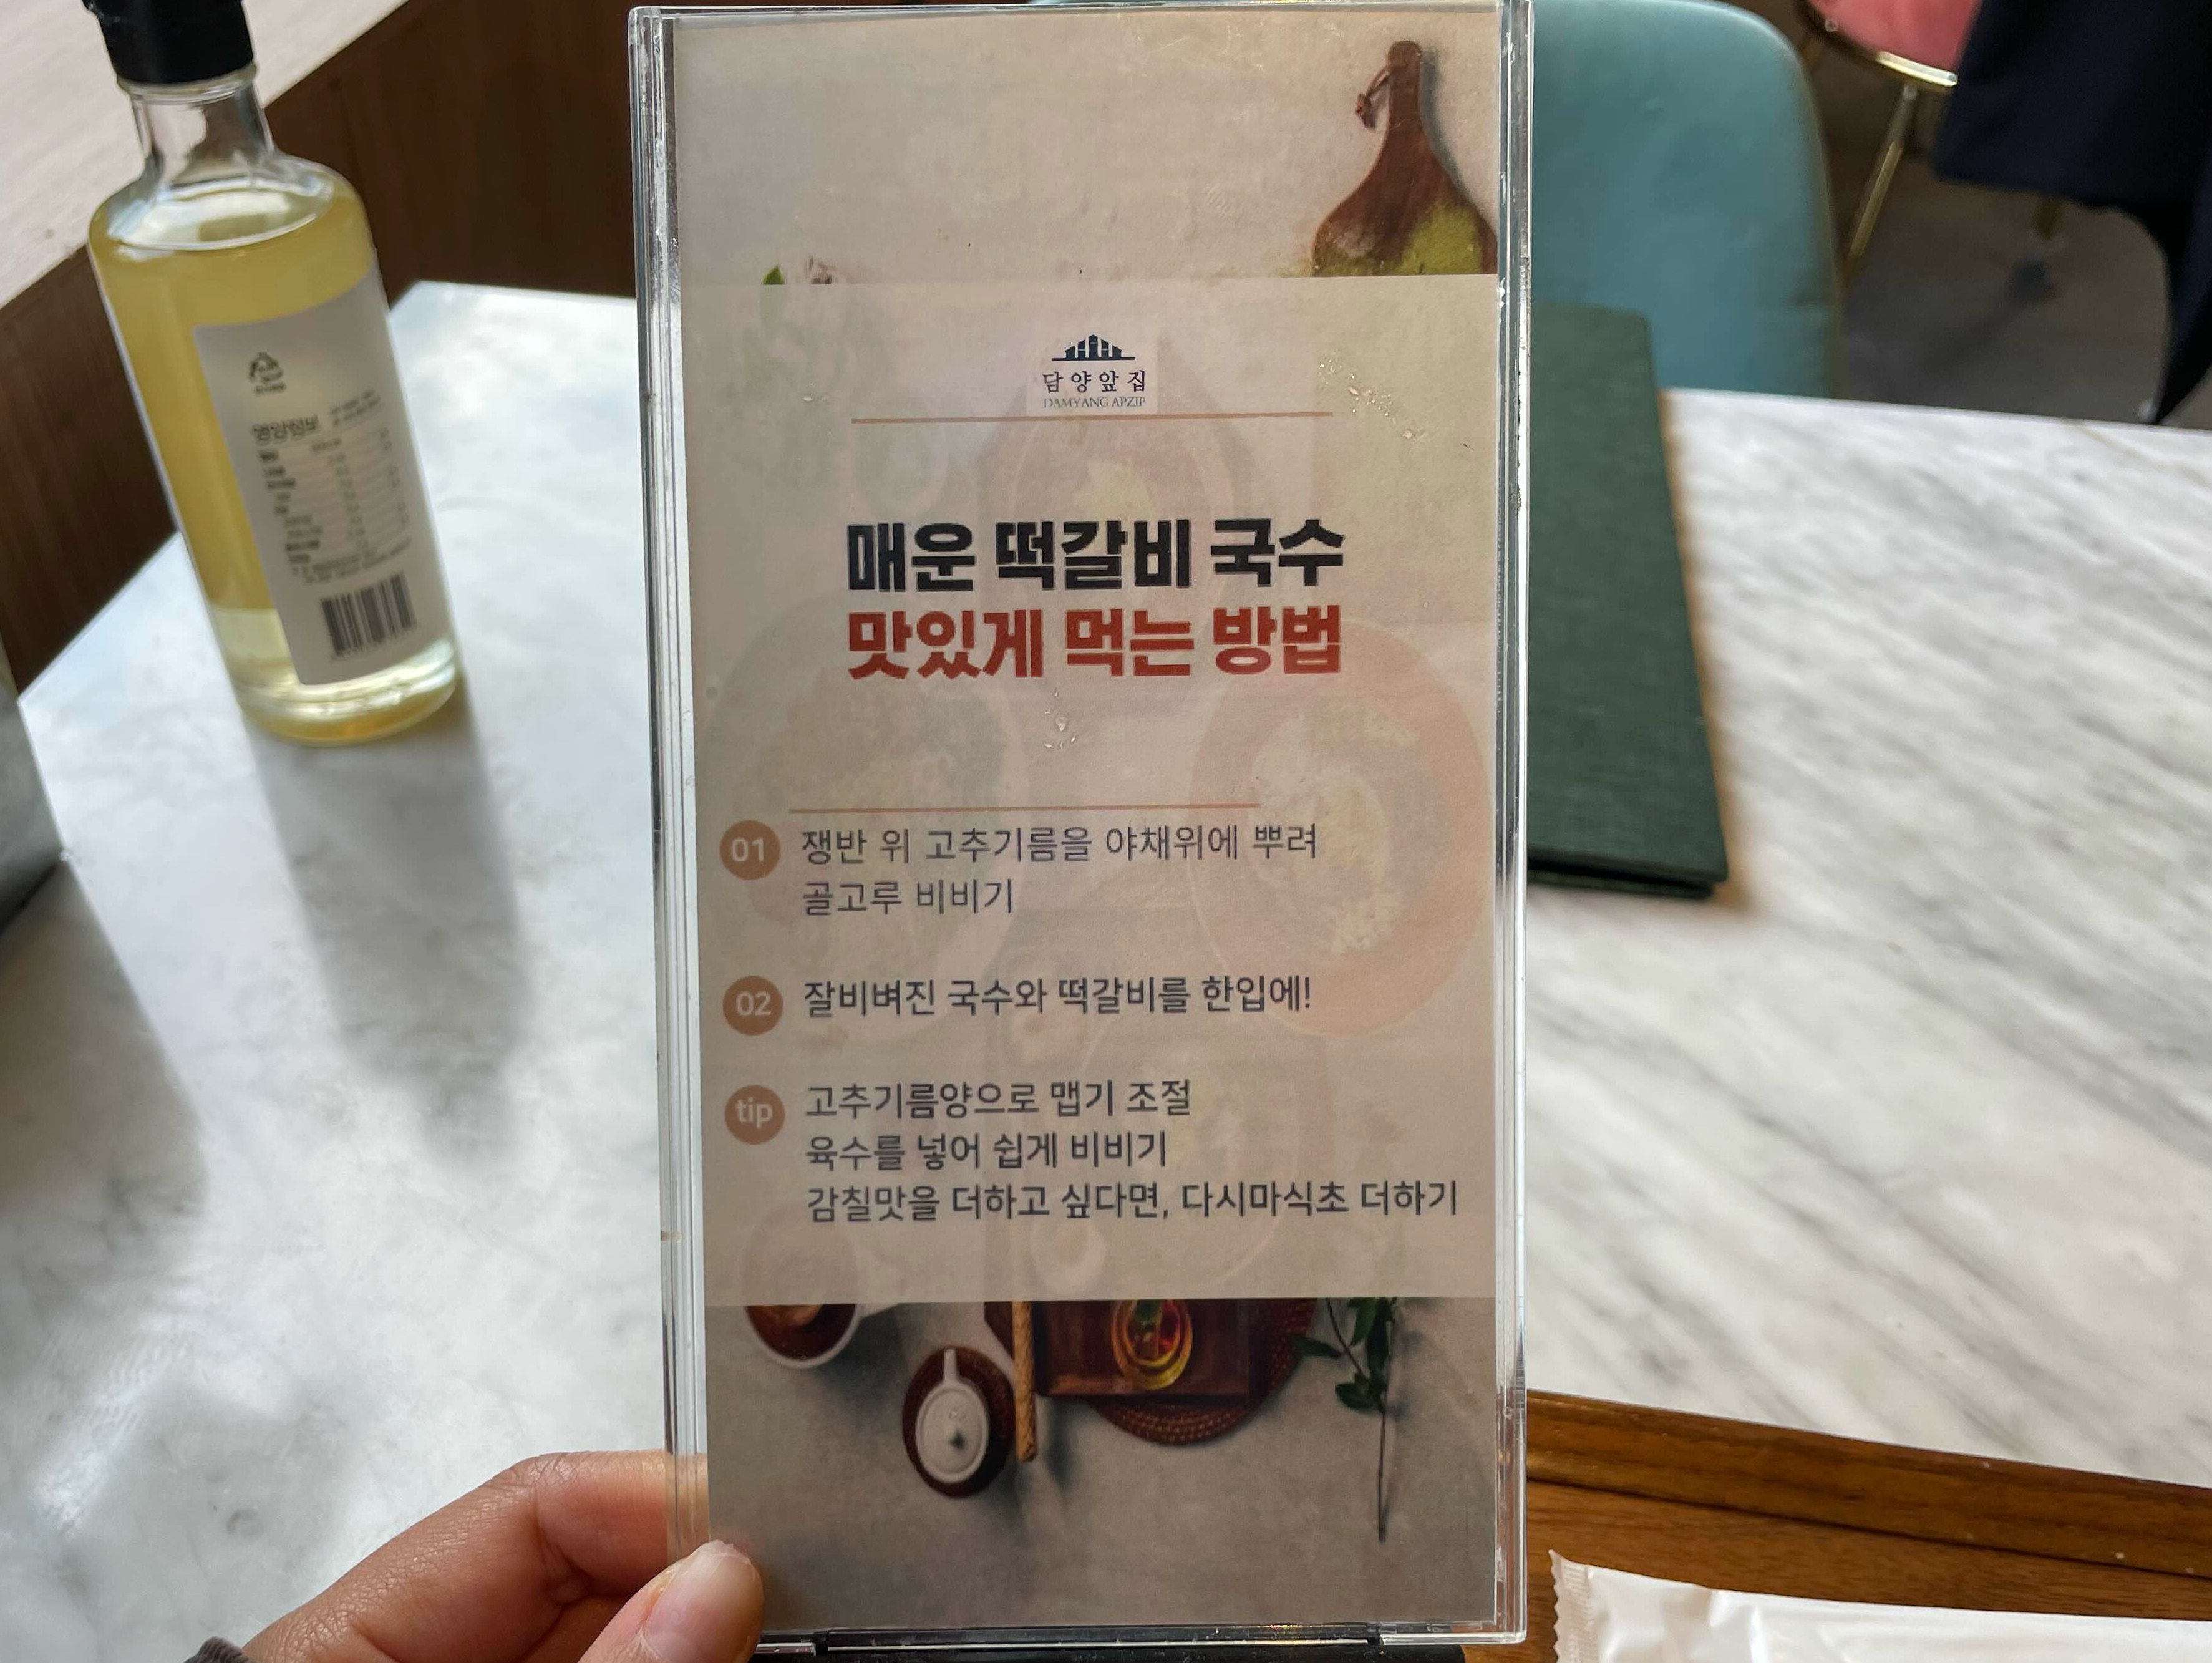 담양앞집
DAMYANG APZIP
매운 떡갈비 국수
맛있게 먹는 방법
01 쟁반 위 고추기름을 야채위에 뿌려
골고루 비비기
02 잘비벼진 국수와 떡갈비를 한입에!
tip 고추기름양으로 맵기 조절
육수를 넣어 쉽게 비비기
감칠맛을 더하고 싶다면, 다시마식초 더하기
영양정보